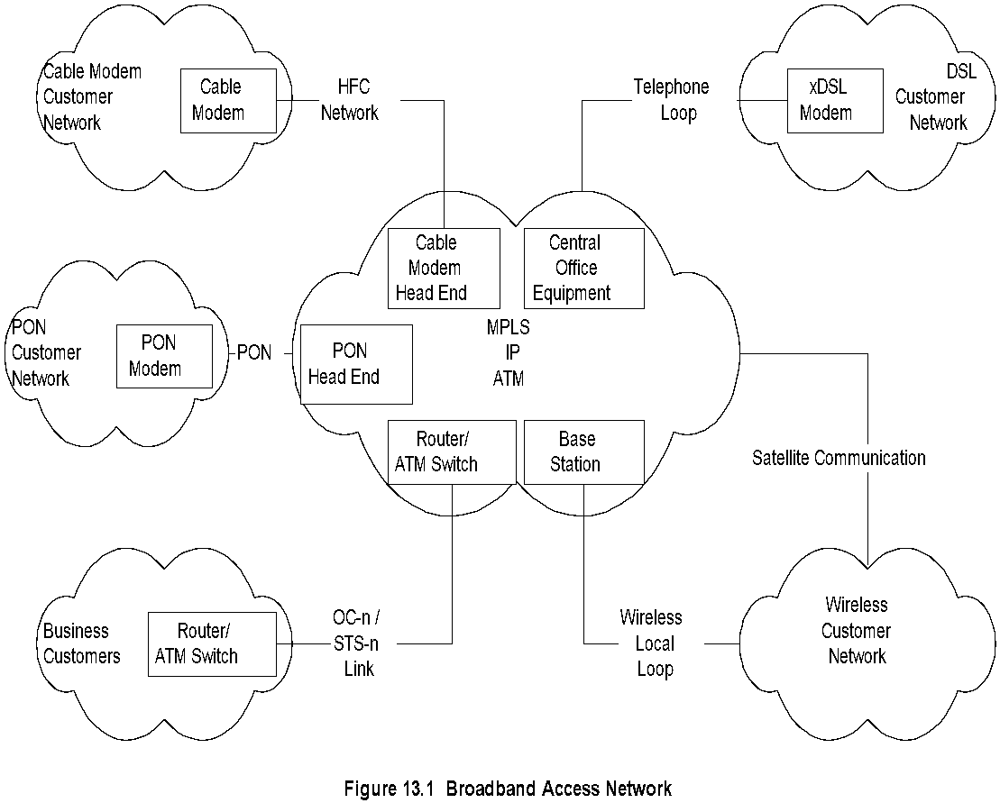 Cable Modem
Customer
Network
Cable
Modem
HFC
Network
Telephone
Loop
xDSL
Modem
DSL
Customer
Network
Cable
Modem
Head End
Central
Office
Equipment
MPLS
IP
ATM
PON
Customer
Network
PON
Modem
PON
PON
Head End
Router/
ATM Switch
Base
Station
Satellite Communication
Business
Customers
Router/
ATM Switch
OC-n /
STS-n
Link
Wireless
Local
Loop
Wireless
Customer
Network
Figure 13.1 Broadband Access Network